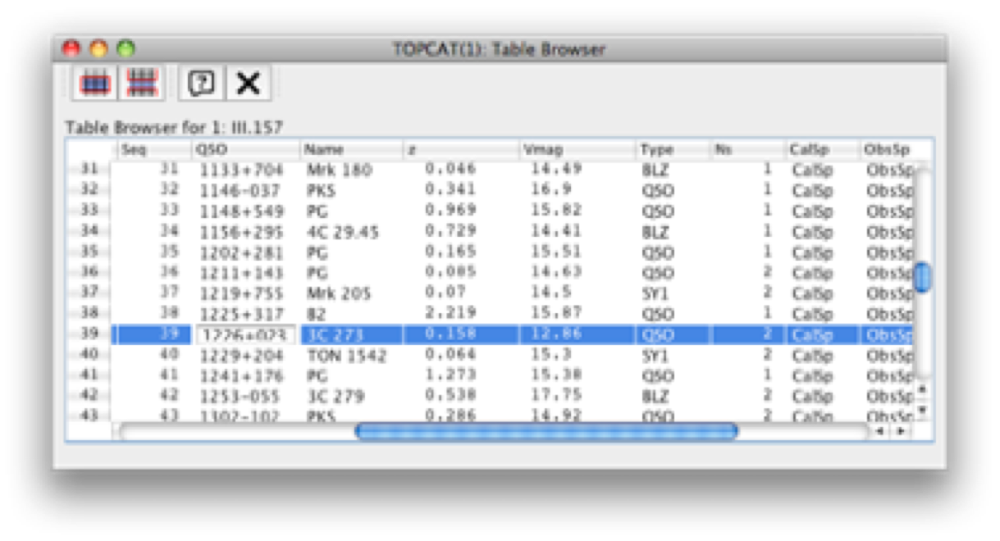 TOPCAT(1): Table Browser
?
Table Browser for 1: III.157
Seq QSO Name z Vmag Type Ns CalSp ObsSp
31 31 1133+704 Mrk 180 0.046 14.49 BLZ 1 CalSp ObsSp
32 32 1146-037 PKS 0.341 16.9 QSO 1 CalSp ObsSp
33 33 1148+549 PG 0.969 15.82 QSO 1 CalSp ObsSp
34 34 1156+295 4C 29.45 0.729 14.41 BLZ 1 CalSp ObsSp
35 35 1202+281 PG 0.165 15.51 QSO 1 CalSp ObsSp
36 36 1211+143 PG 0.085 14.63 QSO 2 CalSp ObsSp
37 37 1219+755 Mrk 205 0.07 14.5 SY1 2 CalSp ObsSp
38 38 1225+317 B2 2.219 15.87 QSO 1 CalSp ObsSp
39 39 1226+023 3C 273 0.158 12.86 QSO 2 CalSp ObsSp
40 40 1229+204 TON 1542 0.064 15.3 SY1 2 CalSp ObsSp
41 41 1241+176 PG 1.273 15.38 QSO 1 CalSp ObsSp
42 42 1253-055 3C 279 0.538 17.75 BLZ 2 CalSp ObsSp
43 43 1302-102 PKS 0.286 14.92 QSO 2 CalSp ObsSp